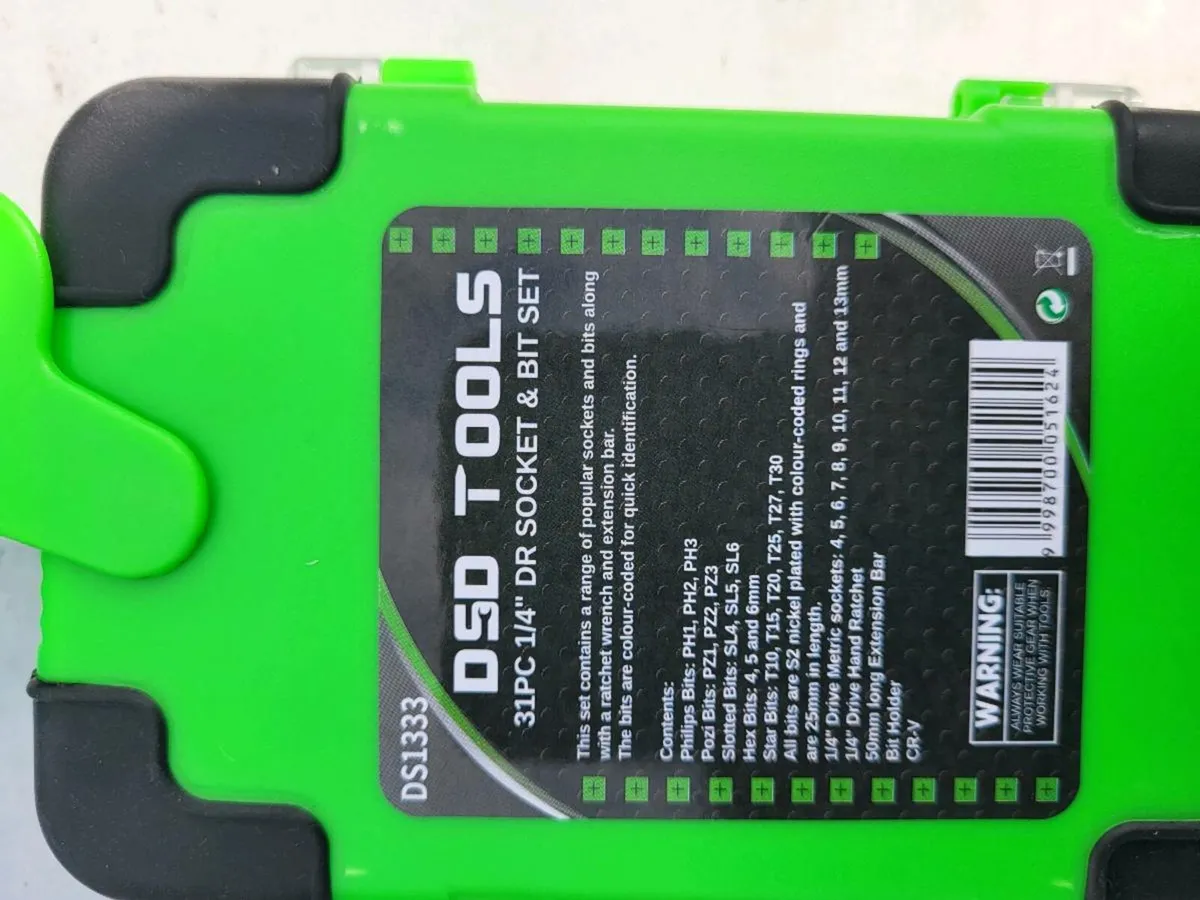 DS1333
DSD TOOLS
31PC 1/4" DR SOCKET & BIT SET
This set contains a range of popular sockets and bits along
with a ratchet wrench and extension bar.
The bits are colour-coded for quick identification.
Contents:
Philips Bits: PH1, PH2, PH3
Pozi Bits: PZ1, PZ2, PZ3
Slotted Bits: SL4, SL5, SL6
Hex Bits: 4, 5 and 6mm
Star Bits: T10, T15, T20, T25, T27, T30
All bits are S2 nickel plated with colour-coded rings and
are 25mm in length.
1/4" Drive Metric sockets: 4, 5, 6, 7, 8, 9, 10, 11, 12 and 13mm
1/4" Drive Hand Ratchet
50mm long Extension Bar
Bit Holder
CR-V
WARNING:
ALWAYS WEAR SUITABLE
PROTECTIVE GEAR WHEN
WORKING WITH TOOLS.
9 998700 051624